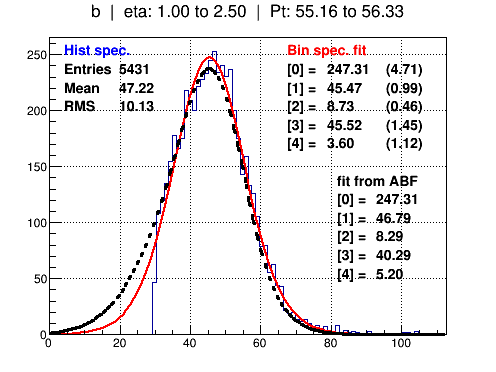 b | eta: 1.00 to 2.50 | Pt: 55.16 to 56.33
Hist spec.
Entries 5431
Mean 47.22
RMS 10.13
Bin spec. fit
[0] = 247.31 (4.71)
[1] = 45.47 (0.99)
[2] = 8.73 (0.46)
[3] = 45.52 (1.45)
[4] = 3.60 (1.12)
fit from ABF
[0] = 247.31
[1] = 46.79
[2] = 8.29
[3] = 40.29
[4] = 5.20
250
200
150
100
50
0
0 20 40 60 80 100